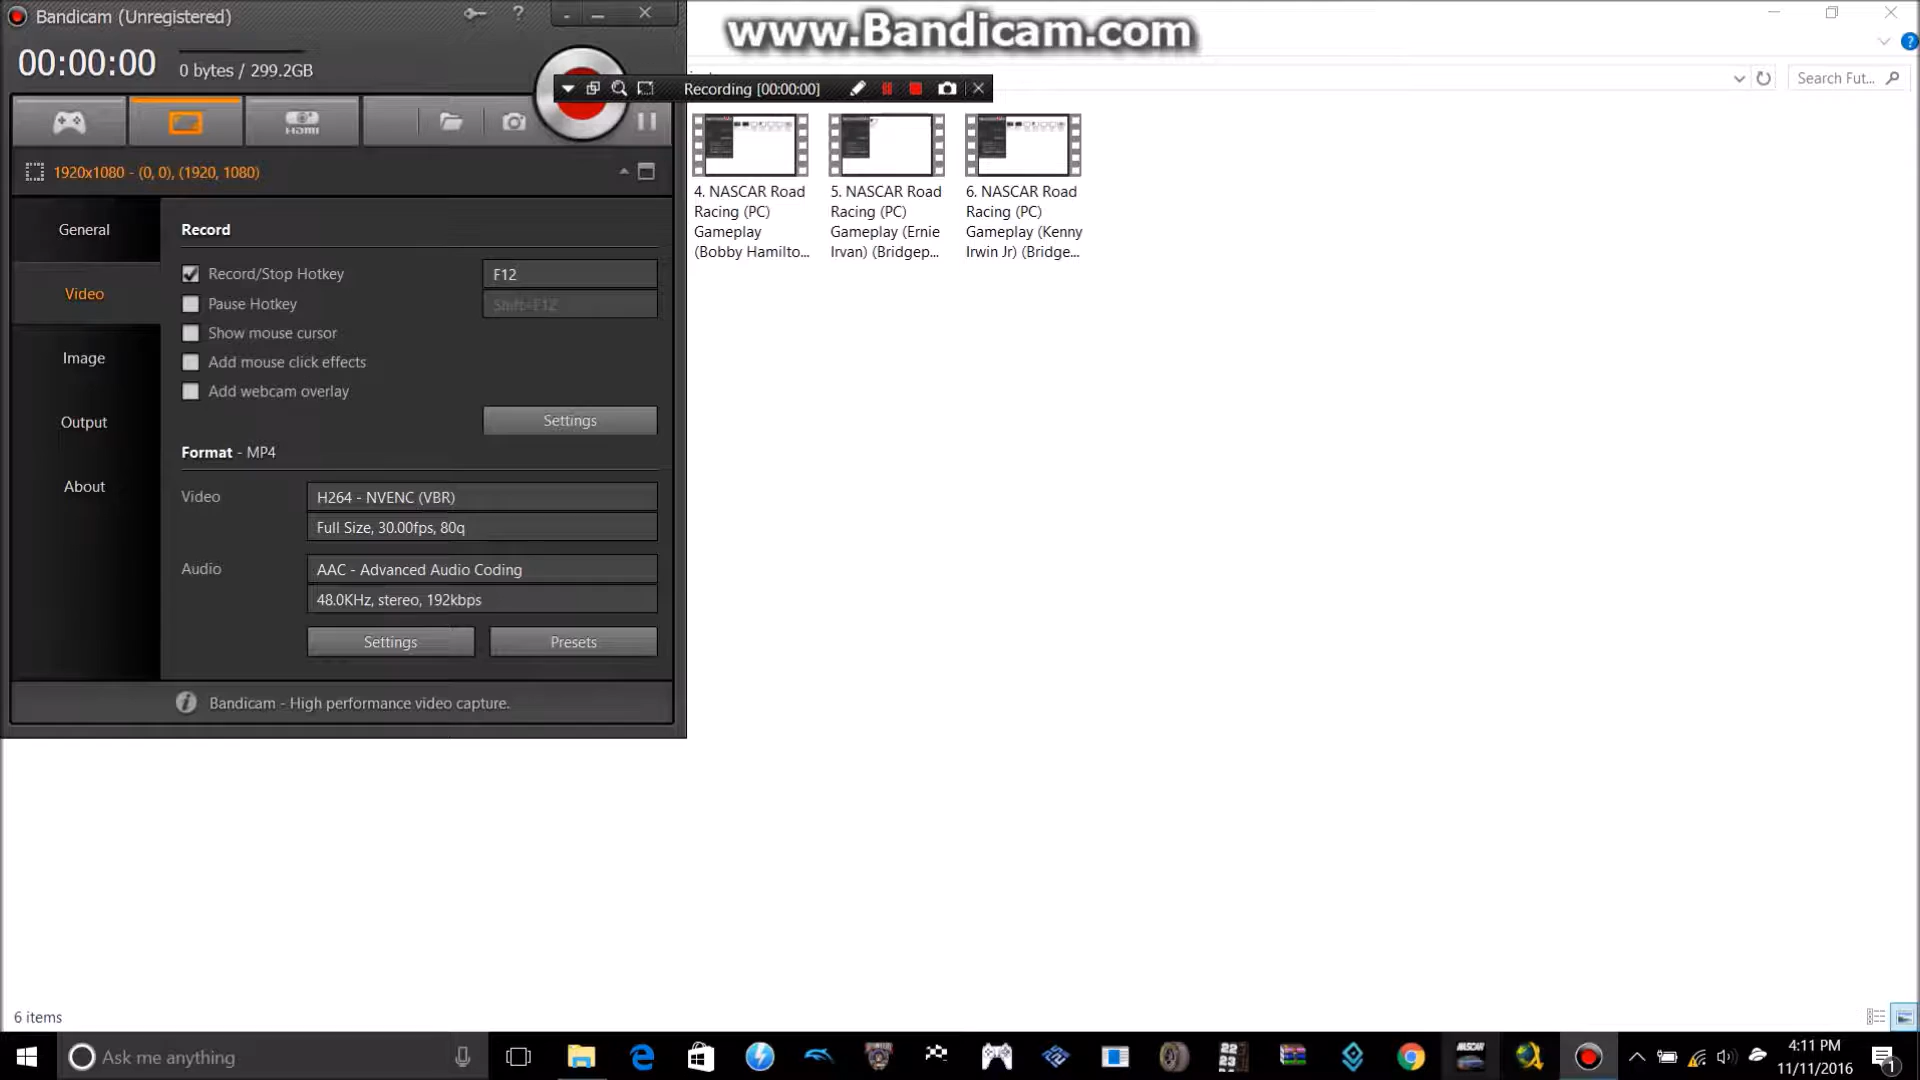 Bandicam (Unregistered)
?
www.Bandicam.com
?
00:00:00
0 bytes / 299.2GB
Recording [00:00:00]
Search Fut...
HDMI
1920x1080 - (0, 0), (1920, 1080)
4. NASCAR Road
Racing (PC)
Gameplay
(Bobby Hamilto...
5. NASCAR Road
Racing (PC)
Gameplay (Ernie
Irvan) (Bridgep...
6. NASCAR Road
Racing (PC)
Gameplay (Kenny
Irwin Jr) (Bridge...
General
Video
Image
Output
About
Record
Record/Stop Hotkey
F12
Pause Hotkey
Shift+F12
Show mouse cursor
Add mouse click effects
Add webcam overlay
Settings
Format - MP4
Video
H264 - NVENC (VBR)
Full Size, 30.00fps, 80q
Audio
AAC - Advanced Audio Coding
48.0KHz, stereo, 192kbps
Settings
Presets
Bandicam - High performance video capture.
6 items
Ask me anything
22
23
NASCAR
4:11 PM
11/11/2016
1